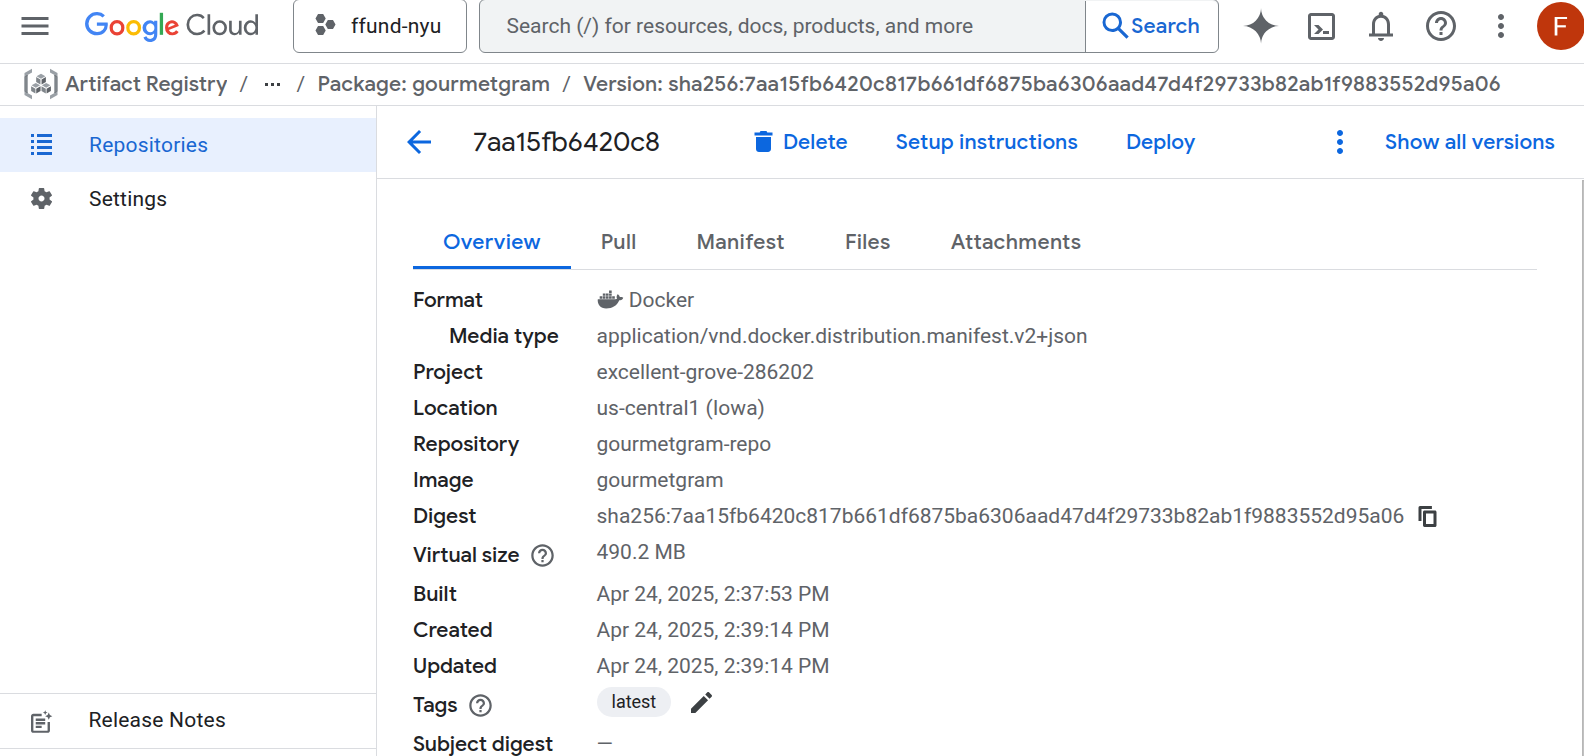 Google Cloud ffund-nyu Search (/) for resources, docs, products, and more Search F
Artifact Registry / ... / Package: gourmetgram / Version: sha256:7aa15fb6420c817b661df6875ba6306aad47d4f29733b82ab1f9883552d95a06
Repositories
Settings
Release Notes
7aa15fb6420c8 Delete Setup instructions Deploy Show all versions
Overview Pull Manifest Files Attachments
Format Docker
Media type application/vnd.docker.distribution.manifest.v2+json
Project excellent-grove-286202
Location us-central1 (Iowa)
Repository gourmetgram-repo
Image gourmetgram
Digest sha256:7aa15fb6420c817b661df6875ba6306aad47d4f29733b82ab1f9883552d95a06
Virtual size ? 490.2 MB
Built Apr 24, 2025, 2:37:53 PM
Created Apr 24, 2025, 2:39:14 PM
Updated Apr 24, 2025, 2:39:14 PM
Tags ? latest
Subject digest —